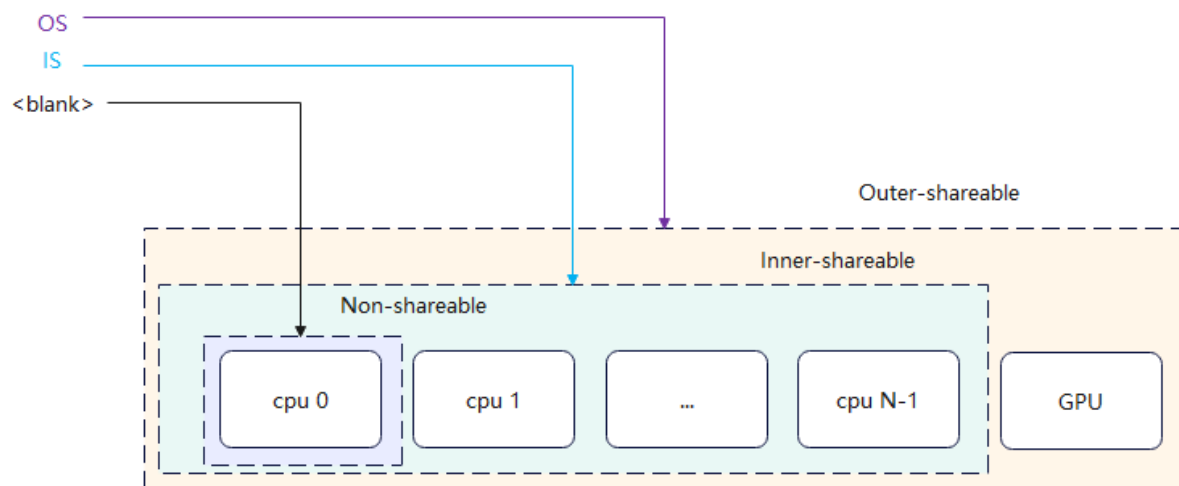 OS
IS
<blank>
Outer-shareable
Inner-shareable
Non-shareable
cpu 0
cpu 1
...
cpu N-1
GPU